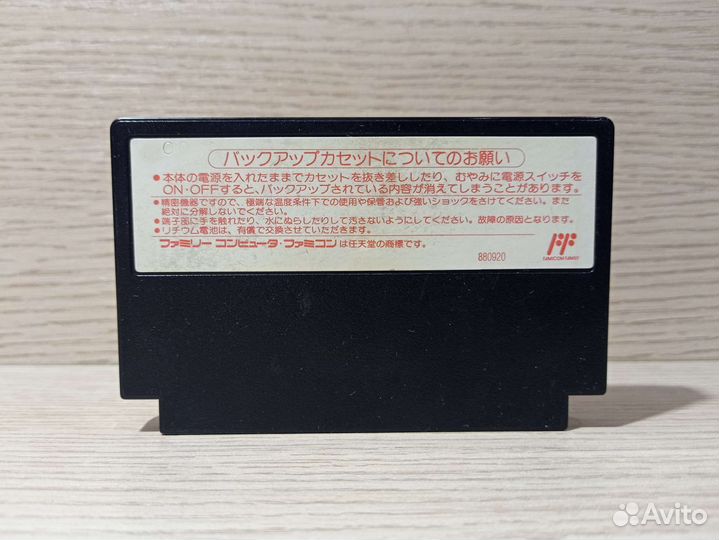 バックアップカセットについてのお願い
●本体の電源を入れたままでカセットを抜き差ししたり、むやみに電源スイッチを
ON・OFFすると、バックアップされている内容が消えてしまうことがあります。
●精密機器ですので、極端な温度条件下での使用や保管および強いショックをさけてください。また
絶対に分解しないでください。
●端子部に手を触れたり、水にぬらしたりして汚さないようにしてください。故障の原因となります。
●リチウム電池は、有償で交換させていただきます。
ファミリー コンピュータ・ファミコン は任天堂の商標です。
880920
FAMICOM FAMILY
Avito